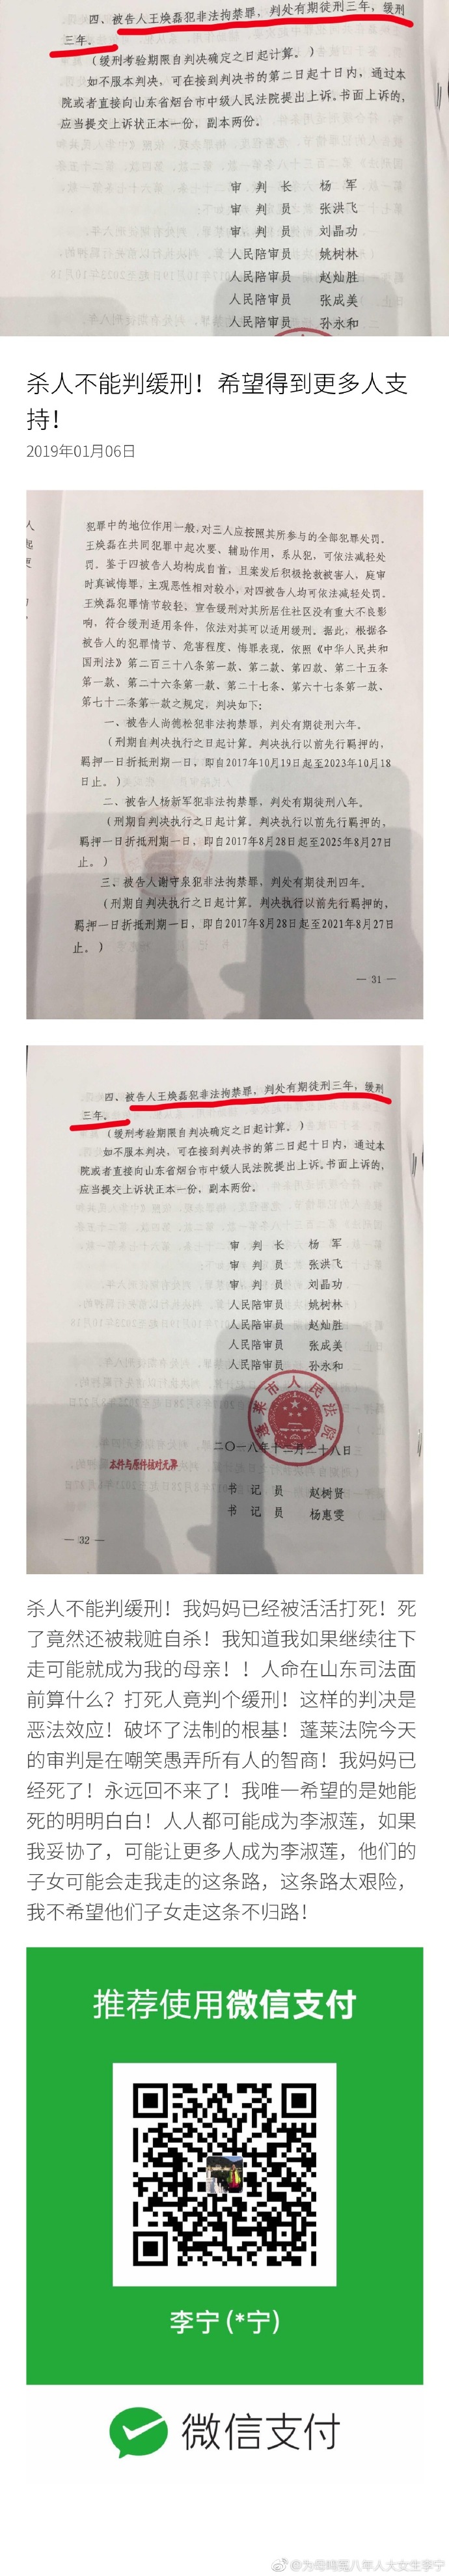 四、被告人王焕磊犯非法拘禁罪，判处有期徒刑三年，缓刑
三年。
（缓刑考验期限自判决确定之日起计算。）
如不服本判决，可在接到判决书的第二日起十日内，通过本
院或者直接向山东省烟台市中级人民法院提出上诉。书面上诉的，
应当提交上诉状正本一份，副本两份。
审 判 长 杨 军
审 判 员 张洪飞
审 判 员 刘晶功
人民陪审员 姚树林
人民陪审员 赵灿胜
人民陪审员 张成美
人民陪审员 孙永和
杀人不能判缓刑！希望得到更多人支
持！
2019年01月06日
犯罪中的地位作用一般，对三人应按照其所参与的全部犯罪处罚。
王焕磊在共同犯罪中起次要、辅助作用，系从犯，可依法减轻处
罚。鉴于四被告人均构成自首，且案发后积极抢救被害人，庭审
时真诚悔罪，主观恶性相对较小，对四被告人均可依法减轻处罚。
王焕磊犯罪情节较轻，宣告缓刑对其所居住社区没有重大不良影
响，符合缓刑适用条件，依法对其可以适用缓刑。据此，根据各
被告人的犯罪情节、危害程度、悔罪表现，依照《中华人民共和
国刑法》第二百三十八条第一款、第二款、第四款、第二十五条
第一款、第二十六条第一款、第二十七条、第六十七条第一款、
第七十二条第一款之规定，判决如下：
一、被告人尚德松犯非法拘禁罪，判处有期徒刑六年。
（刑期自判决执行之日起计算。判决执行以前先行羁押的，
羁押一日折抵刑期一日，即自2017年10月19日起至2023年10月18
日止。）
二、被告人杨新军犯非法拘禁罪，判处有期徒刑八年。
（刑期自判决执行之日起计算。判决执行以前先行羁押的，
羁押一日折抵刑期一日，即自2017年8月28日起至2025年8月27日
止。）
三、被告人谢守泉犯非法拘禁罪，判处有期徒刑四年。
（刑期自判决执行之日起计算。判决执行以前先行羁押的，
羁押一日折抵刑期一日，即自2017年8月28日起至2021年8月27日
止。）
— 31 —
四、被告人王焕磊犯非法拘禁罪，判处有期徒刑三年，缓刑
三年。
（缓刑考验期限自判决确定之日起计算。）
如不服本判决，可在接到判决书的第二日起十日内，通过本
院或者直接向山东省烟台市中级人民法院提出上诉。书面上诉的，
应当提交上诉状正本一份，副本两份。
审 判 长 杨 军
审 判 员 张洪飞
审 判 员 刘晶功
人民陪审员 姚树林
人民陪审员 赵灿胜
人民陪审员 张成美
人民陪审员 孙永和
蓬莱市人民法院
二〇一八年十二月二十八日
本件与原件核对无异
书 记 员 赵树贤
书 记 员 杨惠雯
— 32 —
杀人不能判缓刑！我妈妈已经被活活打死！死
了竟然还被栽赃自杀！我知道我如果继续往下
走可能就成为我的母亲！！人命在山东司法面
前算什么？打死人竟判个缓刑！这样的判决是
恶法效应！破坏了法制的根基！蓬莱法院今天
的审判是在嘲笑愚弄所有人的智商！我妈妈已
经死了！永远回不来了！我唯一希望的是她能
死的明明白白！人人都可能成为李淑莲，如果
我妥协了，可能让更多人成为李淑莲，他们的
子女可能会走我走的这条路，这条路太艰险，
我不希望他们子女走这条不归路！
推荐使用微信支付
李宁(*宁)
微信支付
@为母鸣冤八年人大女生李宁